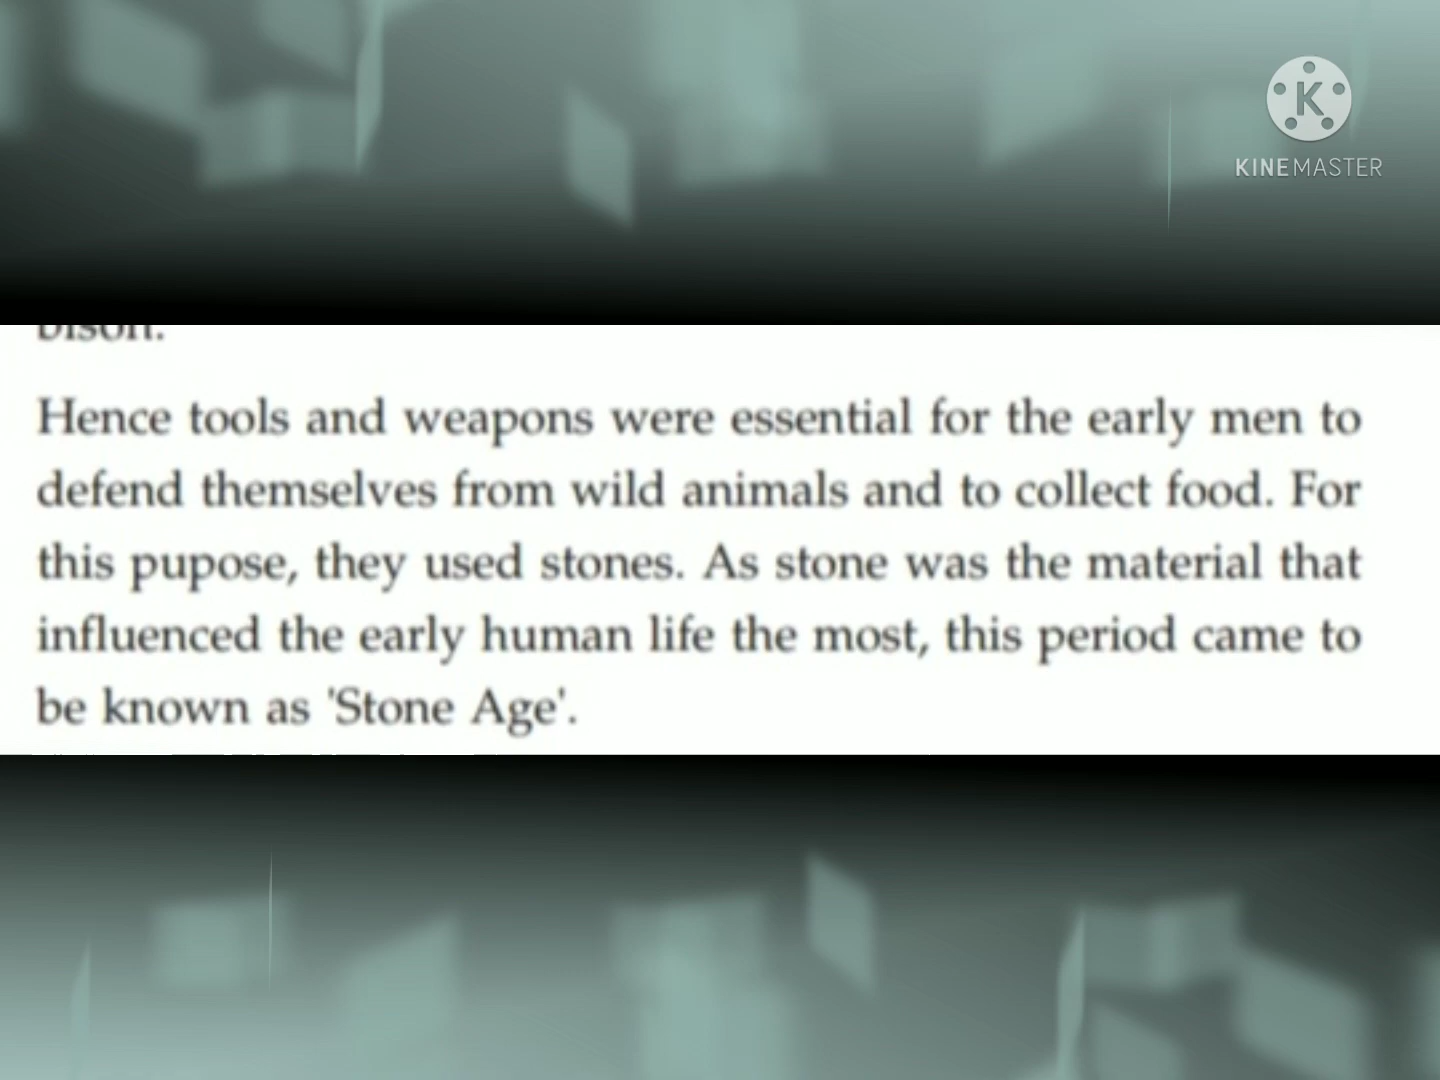 KINEMASTER
bison.
Hence tools and weapons were essential for the early men to
defend themselves from wild animals and to collect food. For
this pupose, they used stones. As stone was the material that
influenced the early human life the most, this period came to
be known as 'Stone Age'.